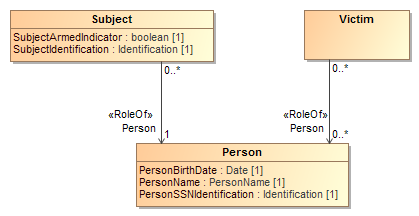 Subject
SubjectArmedIndicator : boolean [1]
SubjectIdentification : Identification [1]
Victim
0..*
0..*
«RoleOf»
Person
1
«RoleOf»
Person
0..*
Person
PersonBirthDate : Date [1]
PersonName : PersonName [1]
PersonSSNIdentification : Identification [1]